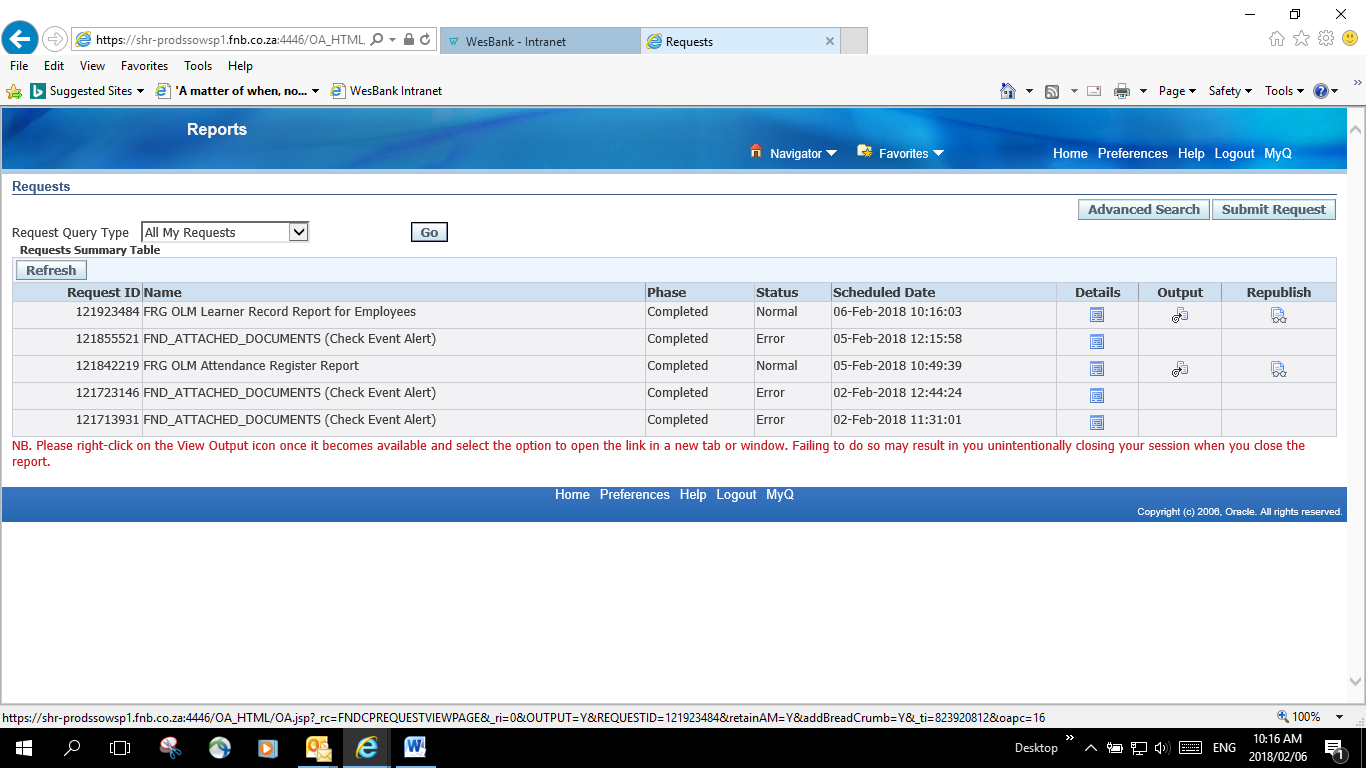 https://shr-prodssowsp1.fnb.co.za:4446/OA_HTML,
WesBank - Intranet
Requests
File Edit View Favorites Tools Help
Suggested Sites
'A matter of when, no...
WesBank Intranet
Page Safety Tools
Reports
Navigator Favorites Home Preferences Help Logout MyQ
Requests
Advanced Search Submit Request
Request Query Type All My Requests Go
Requests Summary Table
Refresh
Request ID Name Phase Status Scheduled Date Details Output Republish
121923484 FRG OLM Learner Record Report for Employees Completed Normal 06-Feb-2018 10:16:03
121855521 FND_ATTACHED_DOCUMENTS (Check Event Alert) Completed Error 05-Feb-2018 12:15:58
121842219 FRG OLM Attendance Register Report Completed Normal 05-Feb-2018 10:49:39
121723146 FND_ATTACHED_DOCUMENTS (Check Event Alert) Completed Error 02-Feb-2018 12:44:24
121713931 FND_ATTACHED_DOCUMENTS (Check Event Alert) Completed Error 02-Feb-2018 11:31:01
NB. Please right-click on the View Output icon once it becomes available and select the option to open the link in a new tab or window. Failing to do so may result in you unintentionally closing your session when you close the
report.
Home Preferences Help Logout MyQ
Copyright (c) 2006, Oracle. All rights reserved.
https://shr-prodssowsp1.fnb.co.za:4446/OA_HTML/OA.jsp?_rc=FNDCPREQUESTVIEWPAGE&_ri=0&OUTPUT=Y&REQUESTID=121923484&retainAM=Y&addBreadCrumb=Y&_ti=823920812&oapc=16
100%
Desktop
ENG
10:16 AM
2018/02/06
1